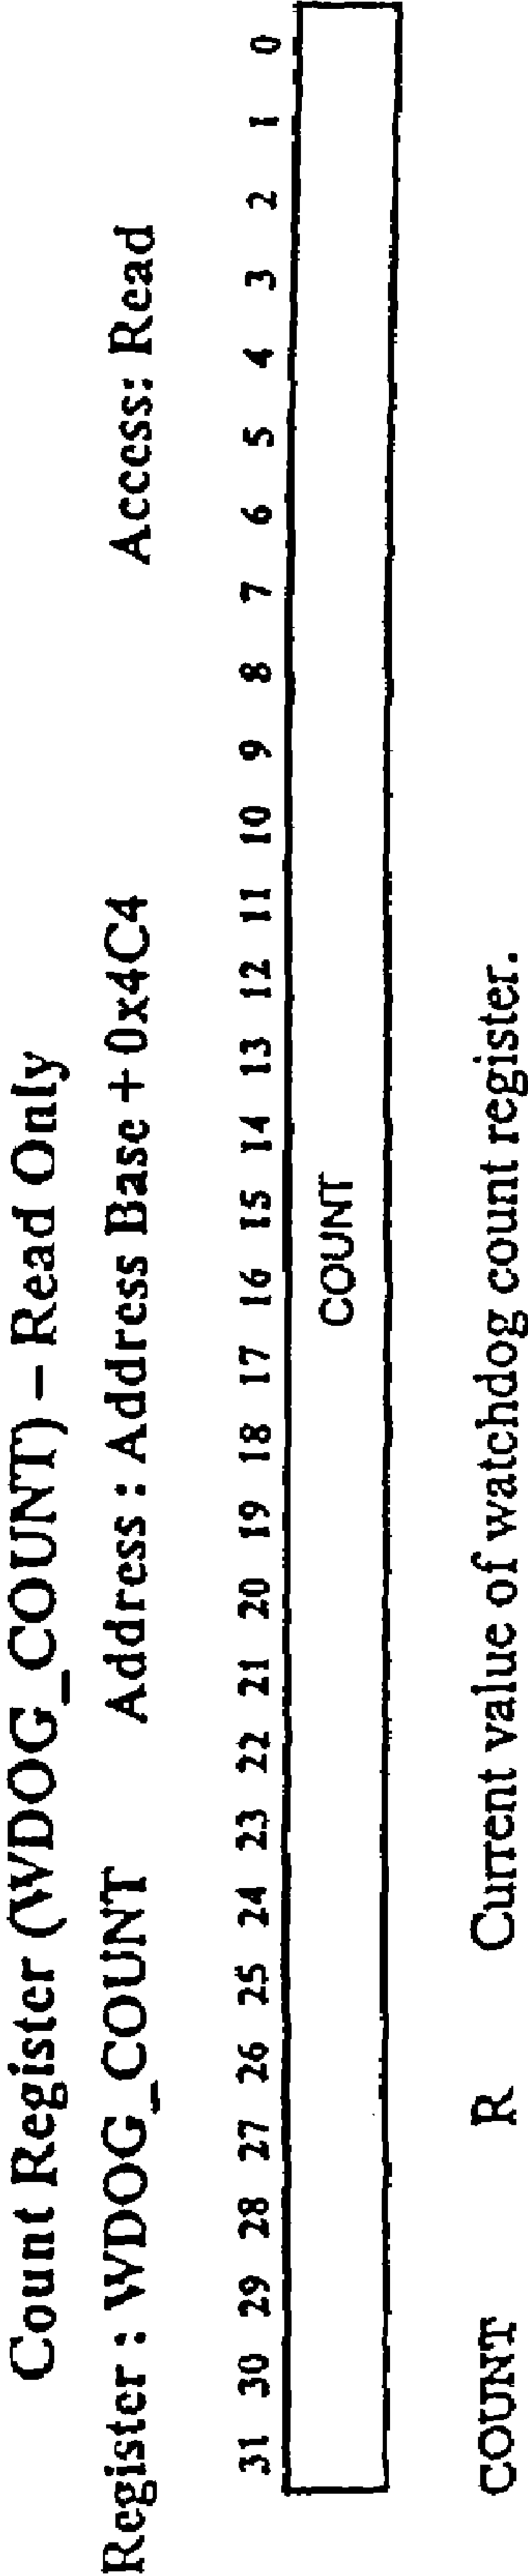 Count Register (WDOG_COUNT) – Read Only
Register : WDOG_COUNT Address : Address Base + 0x4C4 Access: Read
31 30 29 28 27 26 25 24 23 22 21 20 19 18 17 16 15 14 13 12 11 10 9 8 7 6 5 4 3 2 1 0
COUNT
COUNT R Current value of watchdog count register.